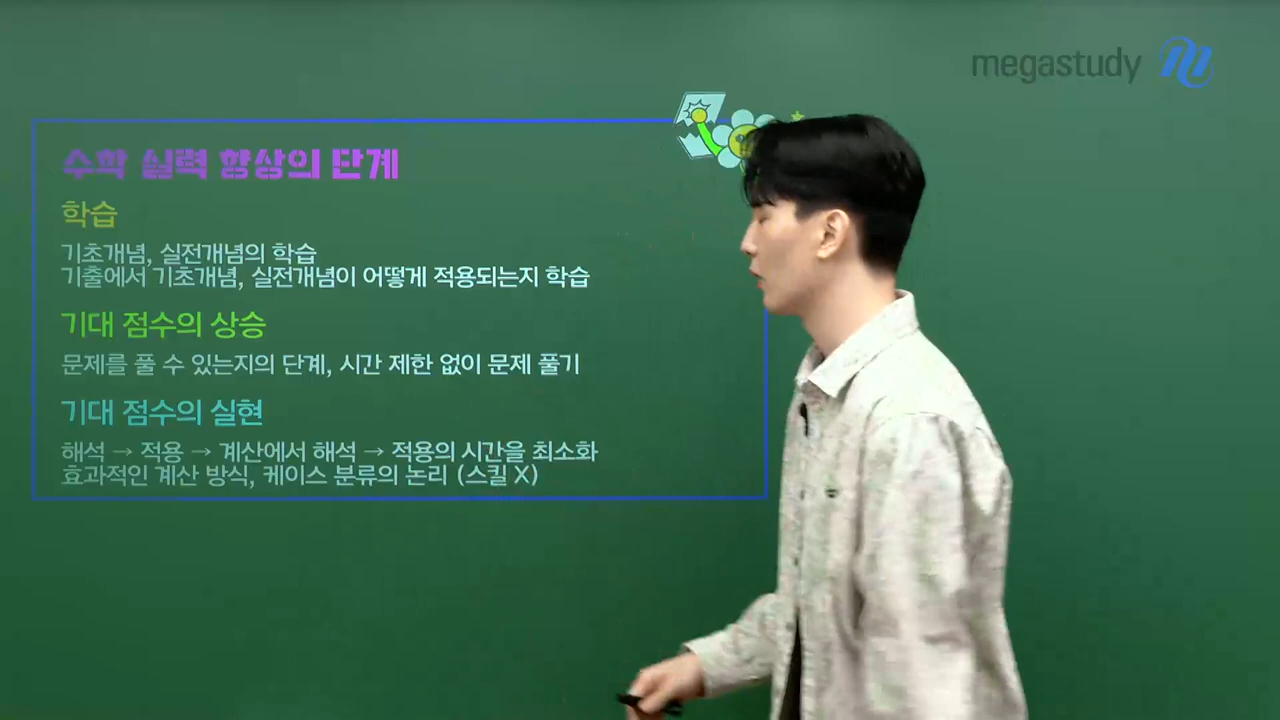 megastudy
수학 실력 향상의 단계
학습
기초개념, 실전개념의 학습
기출에서 기초개념, 실전개념이 어떻게 적용되는지 학습
기대 점수의 상승
문제를 풀 수 있는지의 단계, 시간 제한 없이 문제 풀기
기대 점수의 실현
해석 → 적용 → 계산에서 해석 → 적용의 시간을 최소화
효과적인 계산 방식, 케이스 분류의 논리 (스킬 X)